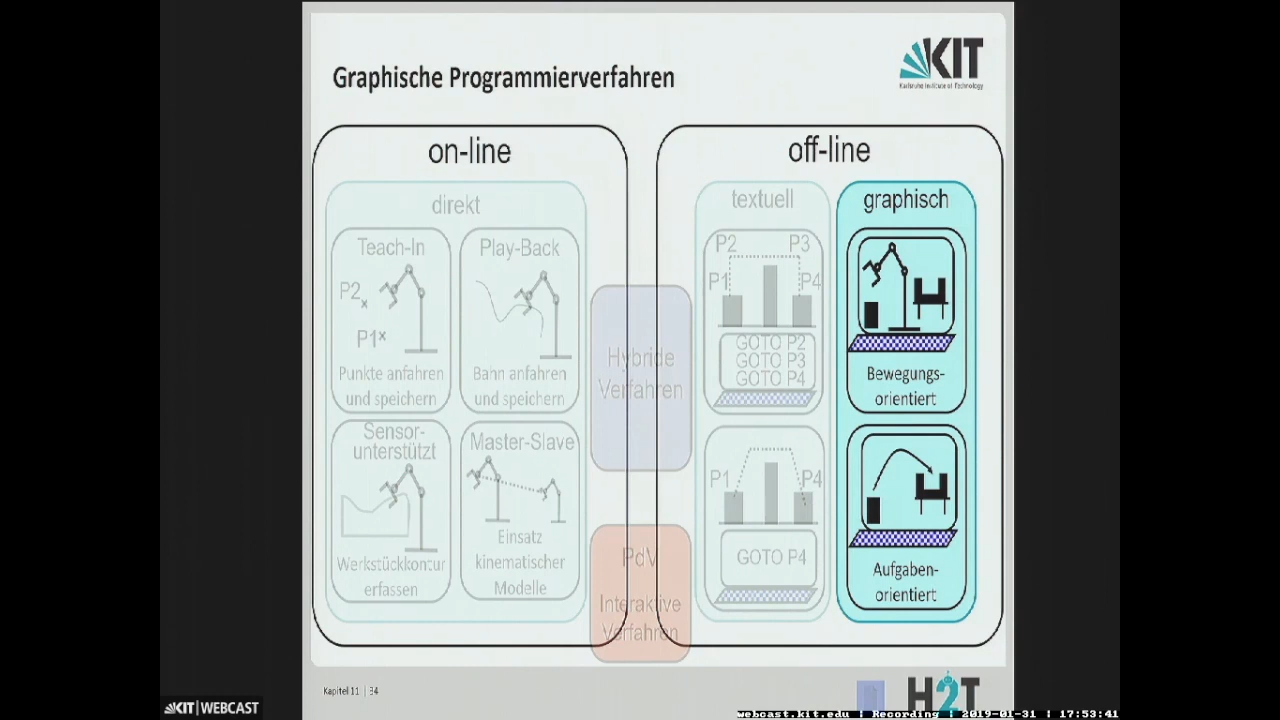 Graphische Programmierverfahren
KIT
Karlsruhe Institute of Technology
on-line
off-line
direkt
textuell
graphisch
Teach-In
P2
P1
Punkte anfahren
und speichern
Play-Back
Bahn anfahren
und speichern
Sensor-
unterstützt
Werkstückkontur
erfassen
Master-Slave
Einsatz
kinematischer
Modelle
Hybride
Verfahren
PdV
Interaktive
Verfahren
P2 P3
P1 P4
GOTO P2
GOTO P3
GOTO P4
P1 P4
GOTO P4
Bewegungs-
orientiert
Aufgaben-
orientiert
Kapitel 11 | 34
H2T
KIT | WEBCAST
webcast.kit.edu | Recording | 2019-01-31 | 17:53:41